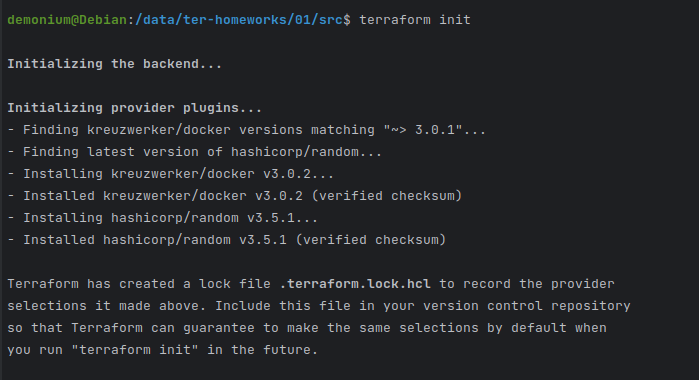 demonium@Debian:/data/ter-homeworks/01/src$ terraform init
Initializing the backend...
Initializing provider plugins...
- Finding kreuzwerker/docker versions matching "~> 3.0.1"...
- Finding latest version of hashicorp/random...
- Installing kreuzwerker/docker v3.0.2...
- Installed kreuzwerker/docker v3.0.2 (verified checksum)
- Installing hashicorp/random v3.5.1...
- Installed hashicorp/random v3.5.1 (verified checksum)
Terraform has created a lock file .terraform.lock.hcl to record the provider
selections it made above. Include this file in your version control repository
so that Terraform can guarantee to make the same selections by default when
you run "terraform init" in the future.